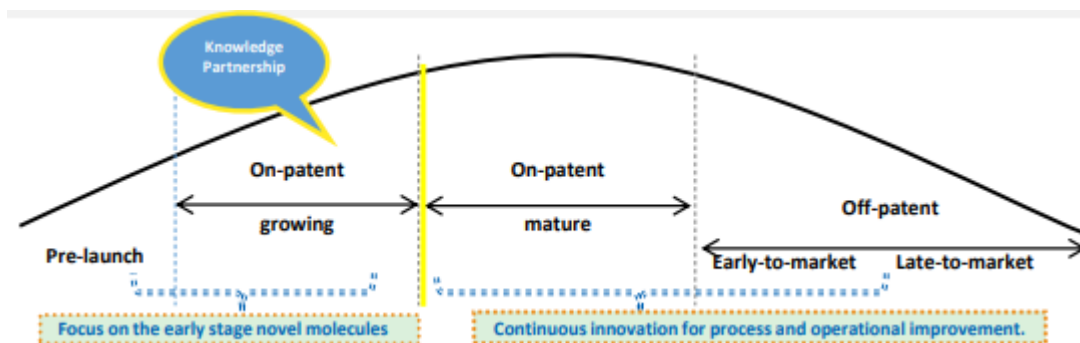 Knowledge
Partnership
On-patent
growing
On-patent
mature
Off-patent
Pre-launch
Early-to-market
Late-to-market
Focus on the early stage novel molecules
Continuous innovation for process and operational improvement.